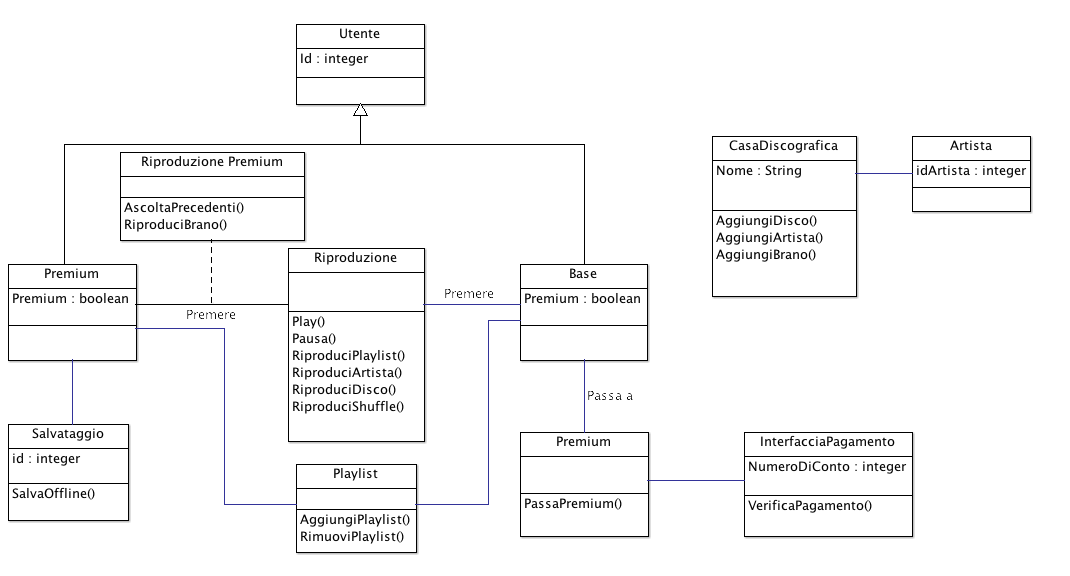 Utente
Id : integer
Riproduzione Premium
AscoltaPrecedenti()
RiproduciBrano()
CasaDiscografica
Nome : String
AggiungiDisco()
AggiungiArtista()
AggiungiBrano()
Artista
idArtista : integer
Premium
Premium : boolean
Premere
Riproduzione
Play()
Pausa()
RiproduciPlaylist()
RiproduciArtista()
RiproduciDisco()
RiproduciShuffle()
Premere
Base
Premium : boolean
Passa a
Salvataggio
id : integer
SalvaOffline()
Playlist
AggiungiPlaylist()
RimuoviPlaylist()
Premium
PassaPremium()
InterfacciaPagamento
NumeroDiConto : integer
VerificaPagamento()